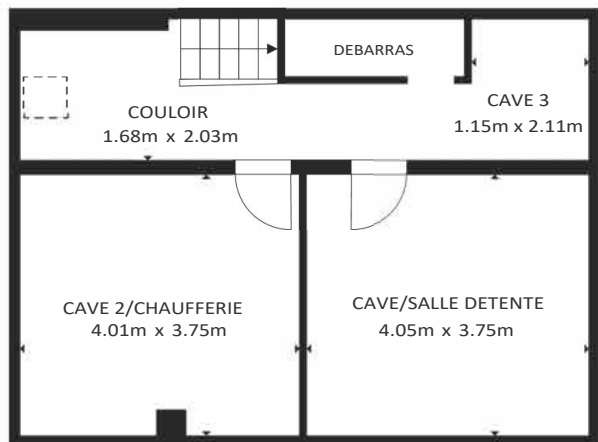 DEBARRAS
COULOIR
1.68m x 2.03m
CAVE 3
1.15m x 2.11m
CAVE 2/CHAUFFERIE
4.01m x 3.75m
CAVE/SALLE DETENTE
4.05m x 3.75m